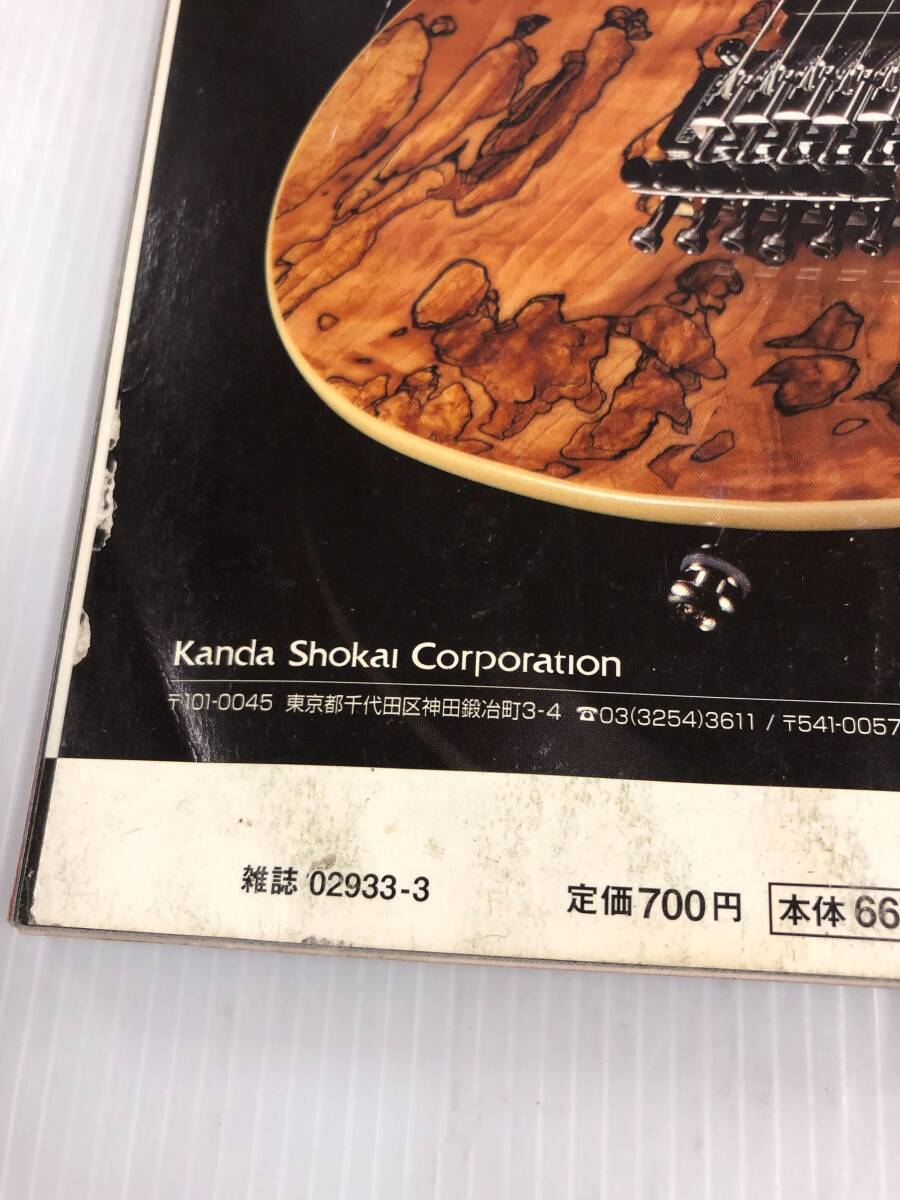 Kanda Shokai Corporation
〒101-0045 東京都千代田区神田鍛冶町3-4 ☎03(3254)3611 / 〒541-0057
雑誌 02933-3 定価700円 本体66